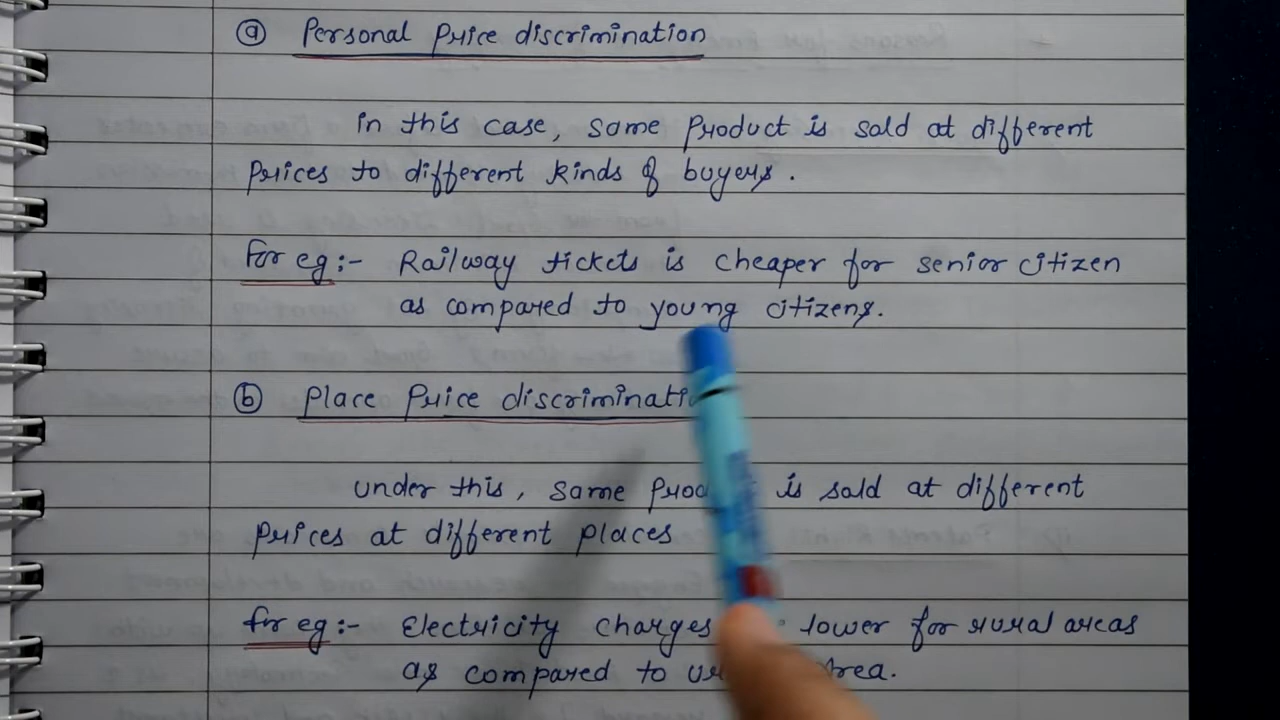 a Personal Price discrimination
In this case, same Product is sold at different
Prices to different kinds of buyers.
For eg:- Railway tickets is cheaper for senior citizen
as compared to young citizens.
b Place Price
Under this, same is sold at different
Prices at different Places
for eg:- Electricity charges lower for rural areas
as compared to